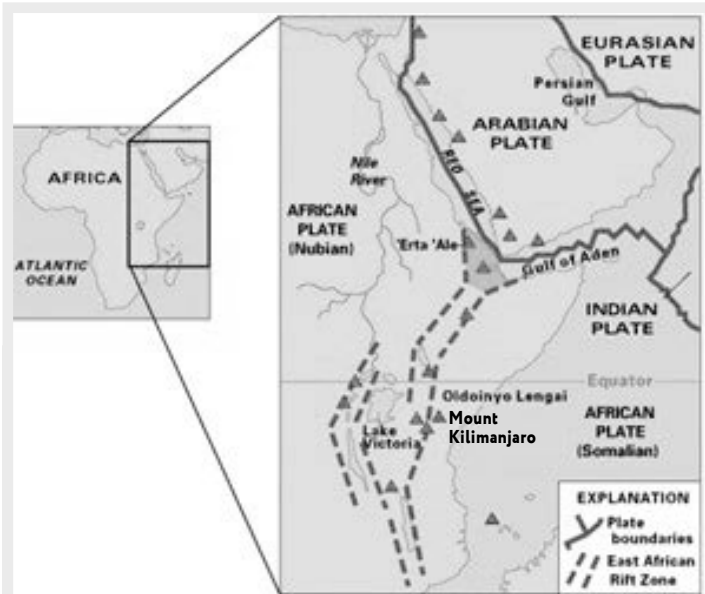 AFRICA
ATLANTIC
OCEAN
EURASIAN
PLATE
Persian
Gulf
ARABIAN
PLATE
RED SEA
Nile
River
AFRICAN
PLATE
(Nubian)
'Erta 'Ale
Gulf of Aden
INDIAN
PLATE
Equator
Oldoinyo Lengai
Mount
Kilimanjaro
Lake
Victoria
AFRICAN
PLATE
(Somalian)
EXPLANATION
Plate
boundaries
East African
Rift Zone